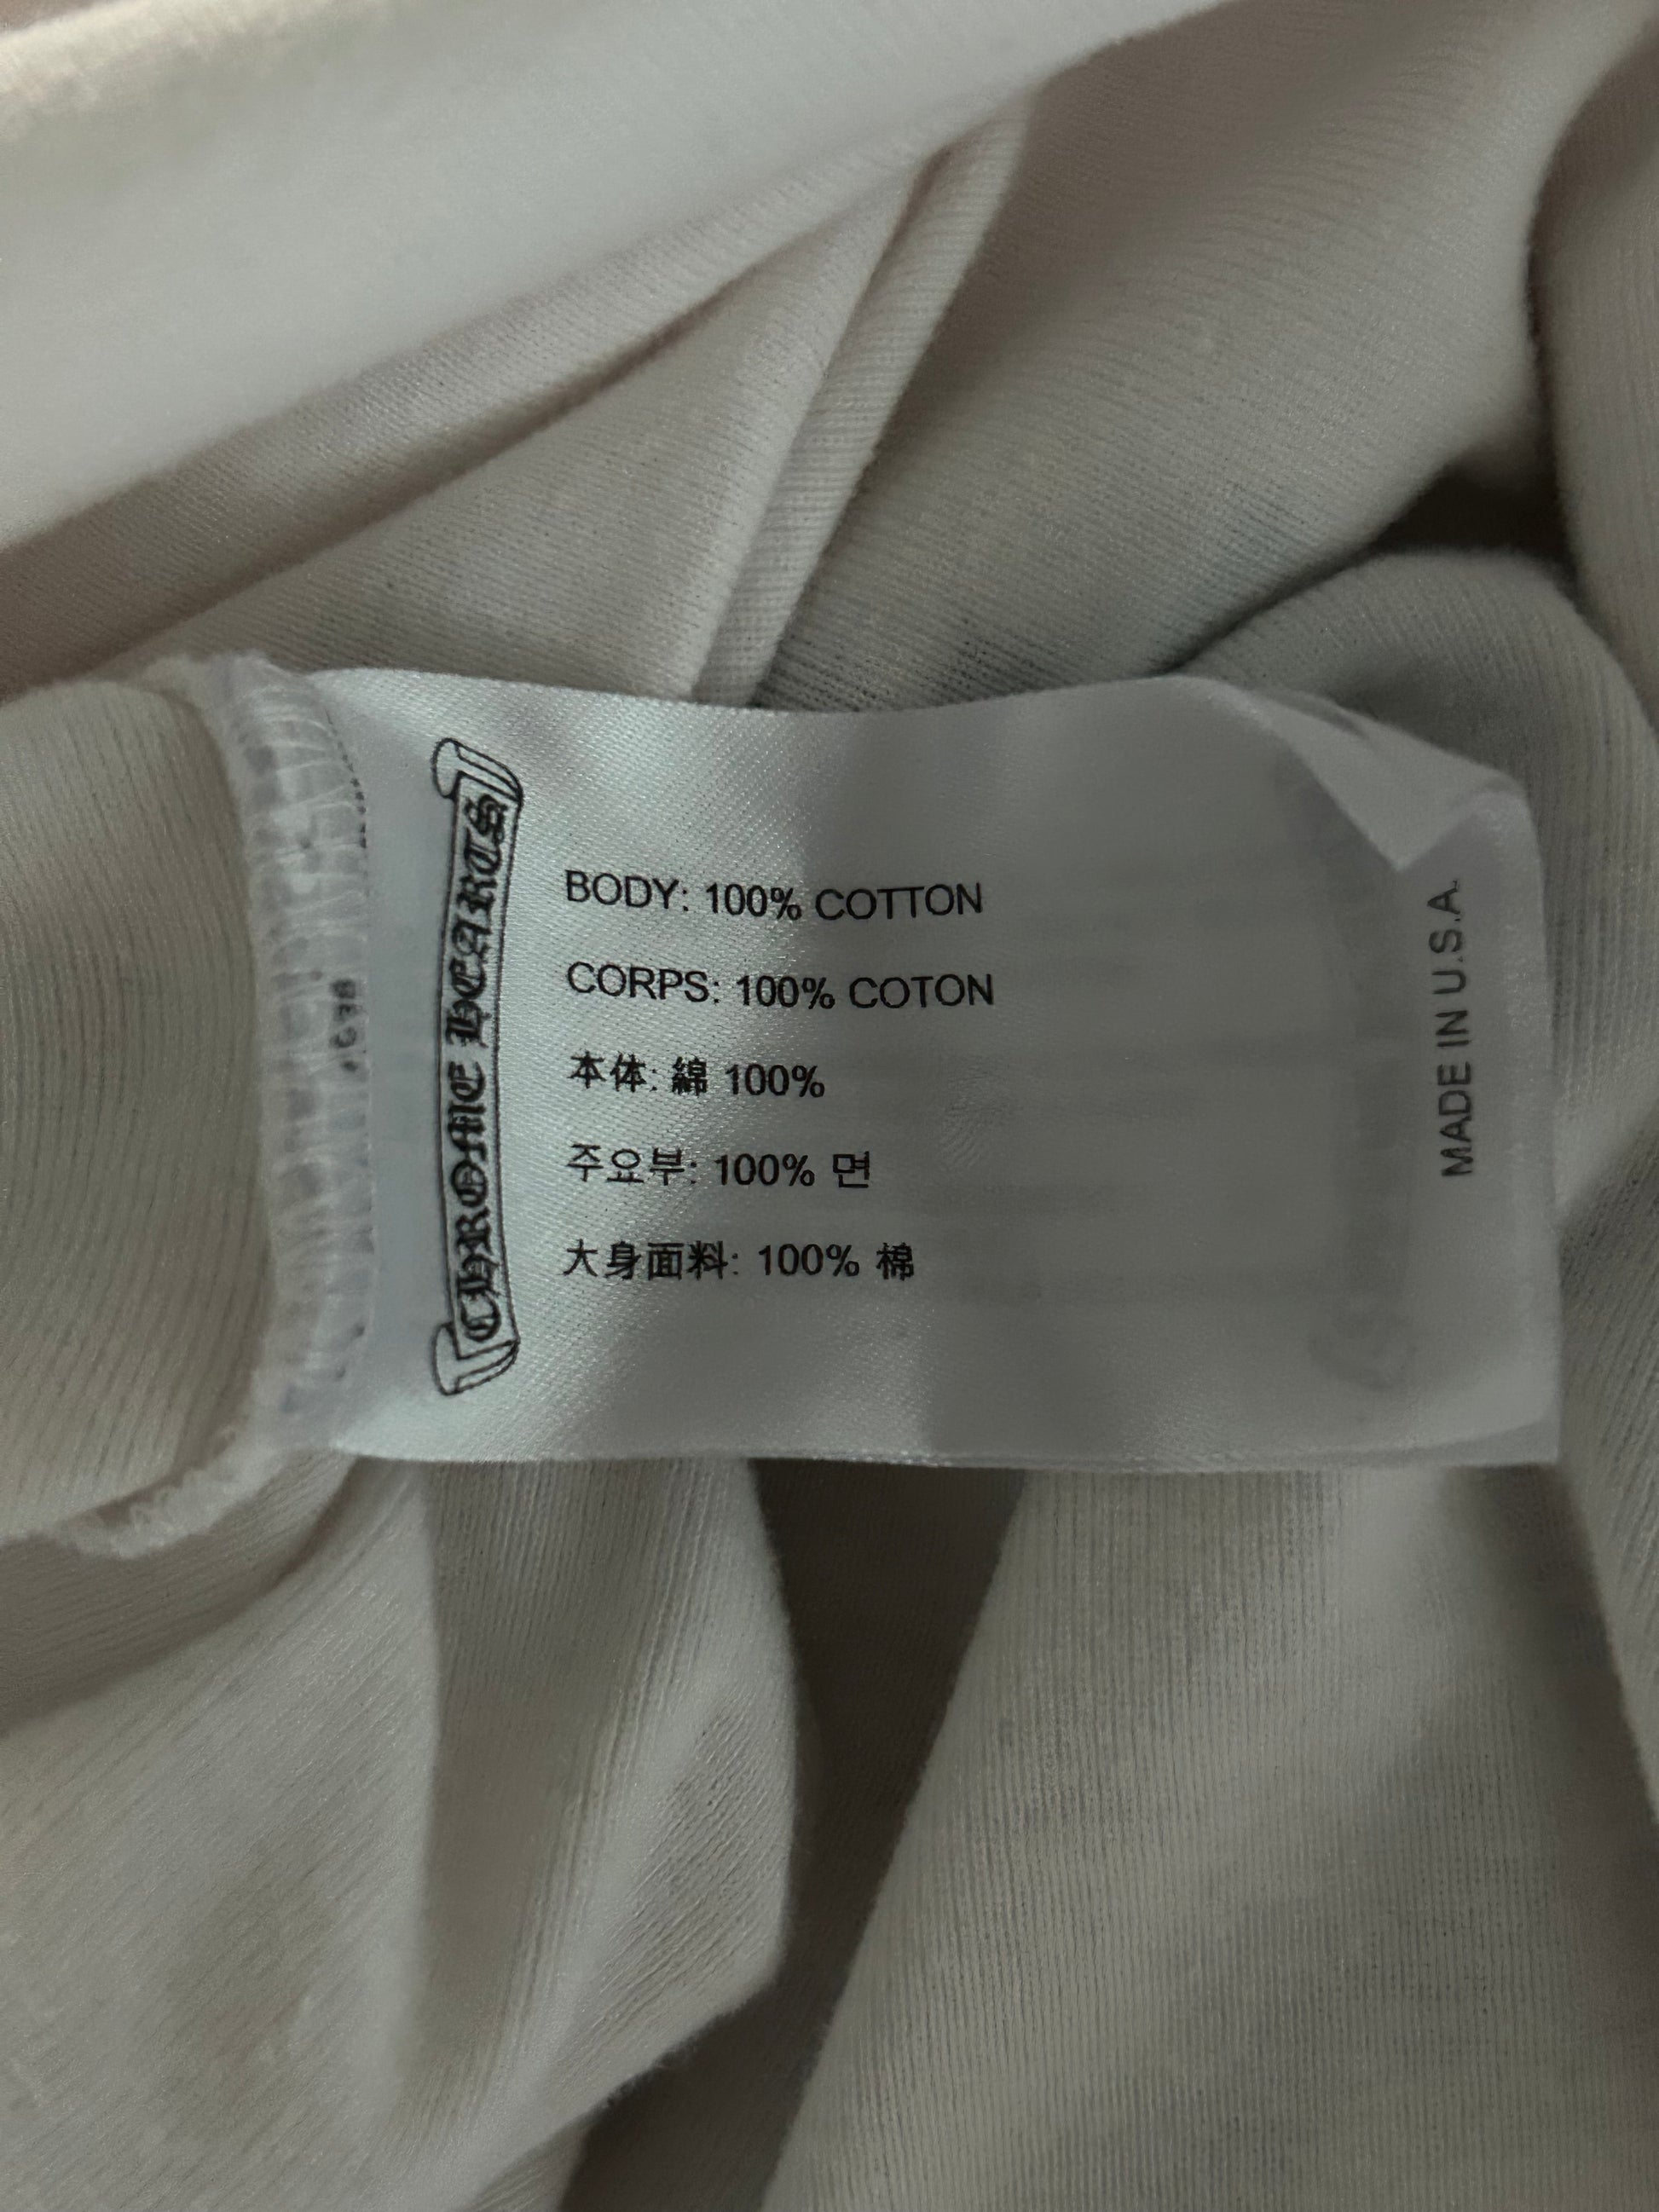 CHROME HEARTS
BODY: 100% COTTON
CORPS: 100% COTON
本体: 綿 100%
주요부: 100% 면
大身面料: 100% 棉
MADE IN U.S.A.